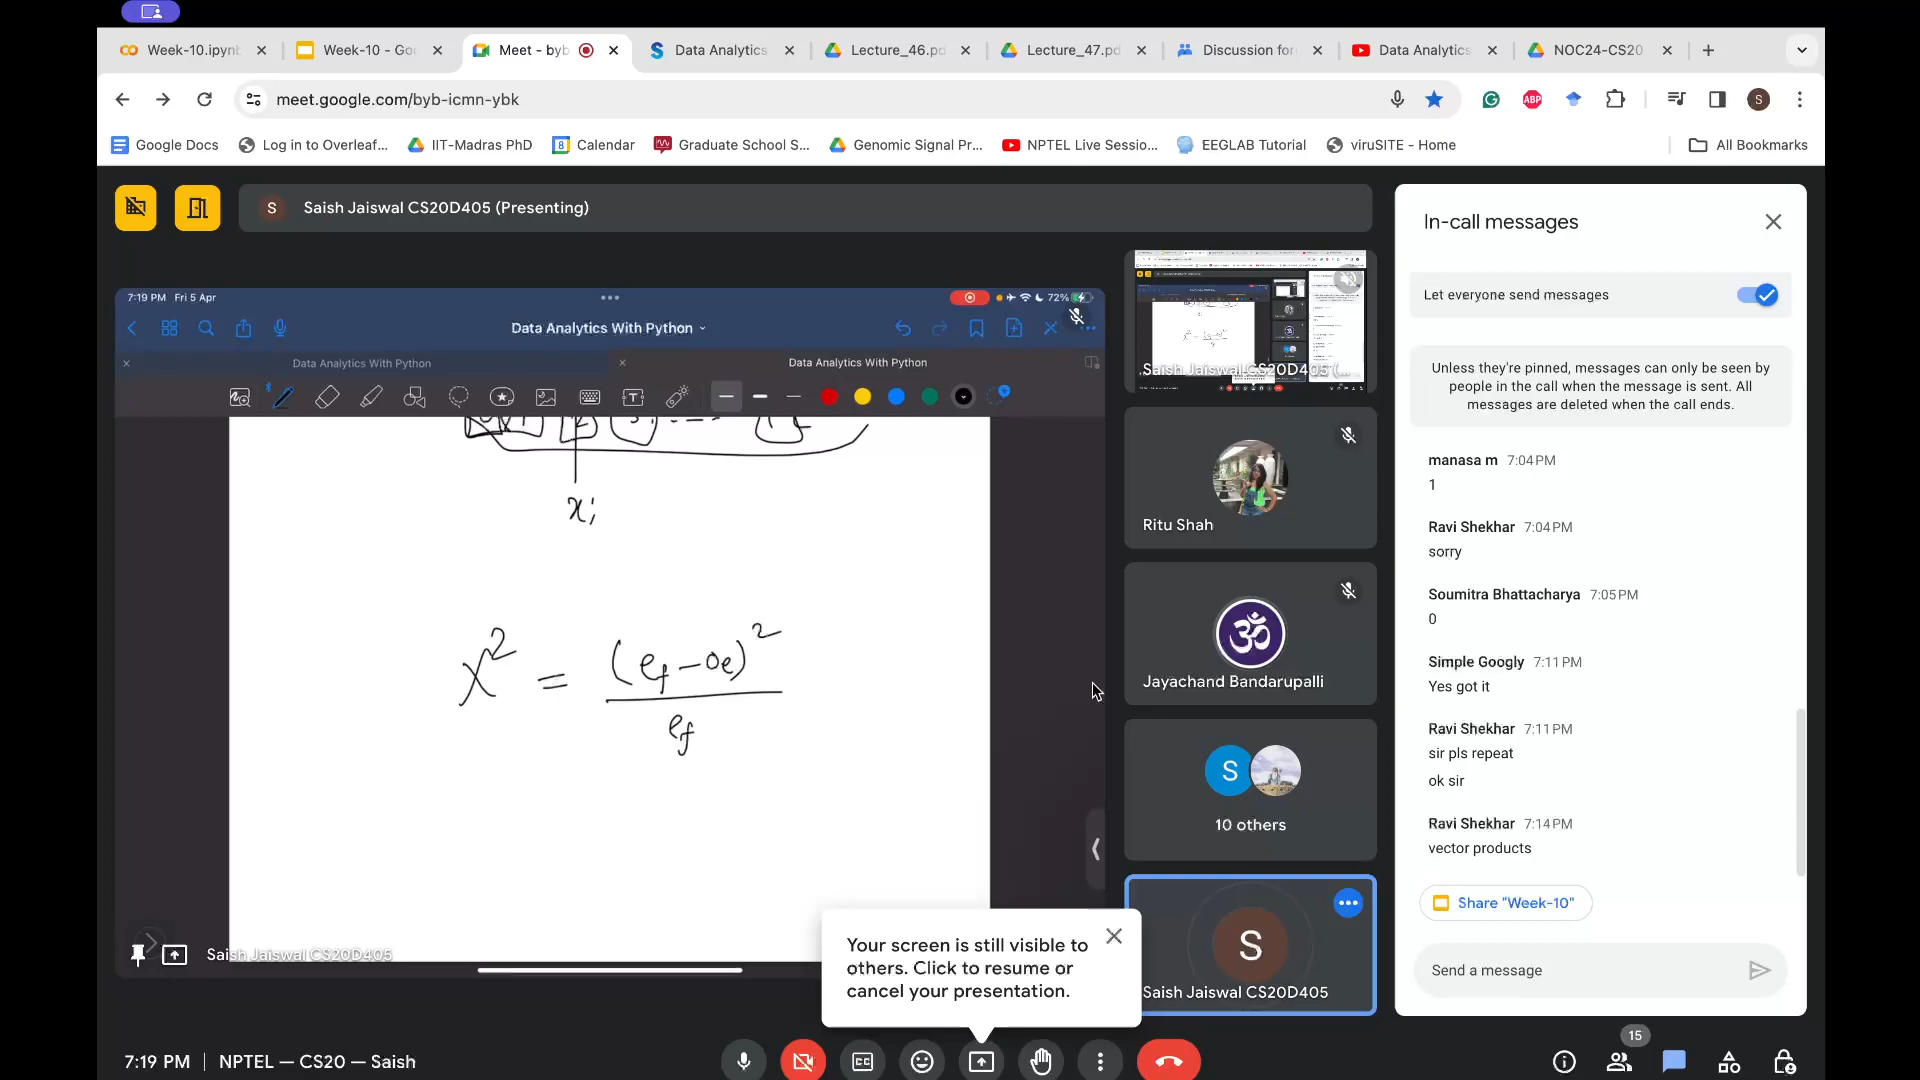 Week-10.ipynb
Week-10 - Goo
Meet - byb
Data Analytics
Lecture_46.pd
Lecture_47.pd
Discussion for
Data Analytics
NOC24-CS20
meet.google.com/byb-icmn-ybk
ABP
S
Google Docs
Log in to Overleaf...
IIT-Madras PhD
8
Calendar
Graduate School S...
Genomic Signal Pr...
NPTEL Live Sessio...
EEGLAB Tutorial
viruSITE - Home
All Bookmarks
S
Saish Jaiswal CS20D405 (Presenting)
7:19 PM Fri 5 Apr
72%
Data Analytics With Python
Data Analytics With Python
Data Analytics With Python
xi
χ² = (ef - oe)²
ef
Saish Jaiswal CS20D405
Saish Jaiswal CS20D405 (...
Ritu Shah
ॐ
Jayachand Bandarupalli
S
10 others
S
Saish Jaiswal CS20D405
Your screen is still visible to
others. Click to resume or
cancel your presentation.
In-call messages
Let everyone send messages
Unless they're pinned, messages can only be seen by
people in the call when the message is sent. All
messages are deleted when the call ends.
manasa m 7:04 PM
1
Ravi Shekhar 7:04 PM
sorry
Soumitra Bhattacharya 7:05 PM
0
Simple Googly 7:11 PM
Yes got it
Ravi Shekhar 7:11 PM
sir pls repeat
ok sir
Ravi Shekhar 7:14 PM
vector products
Share "Week-10"
Send a message
7:19 PM | NPTEL — CS20 — Saish
15